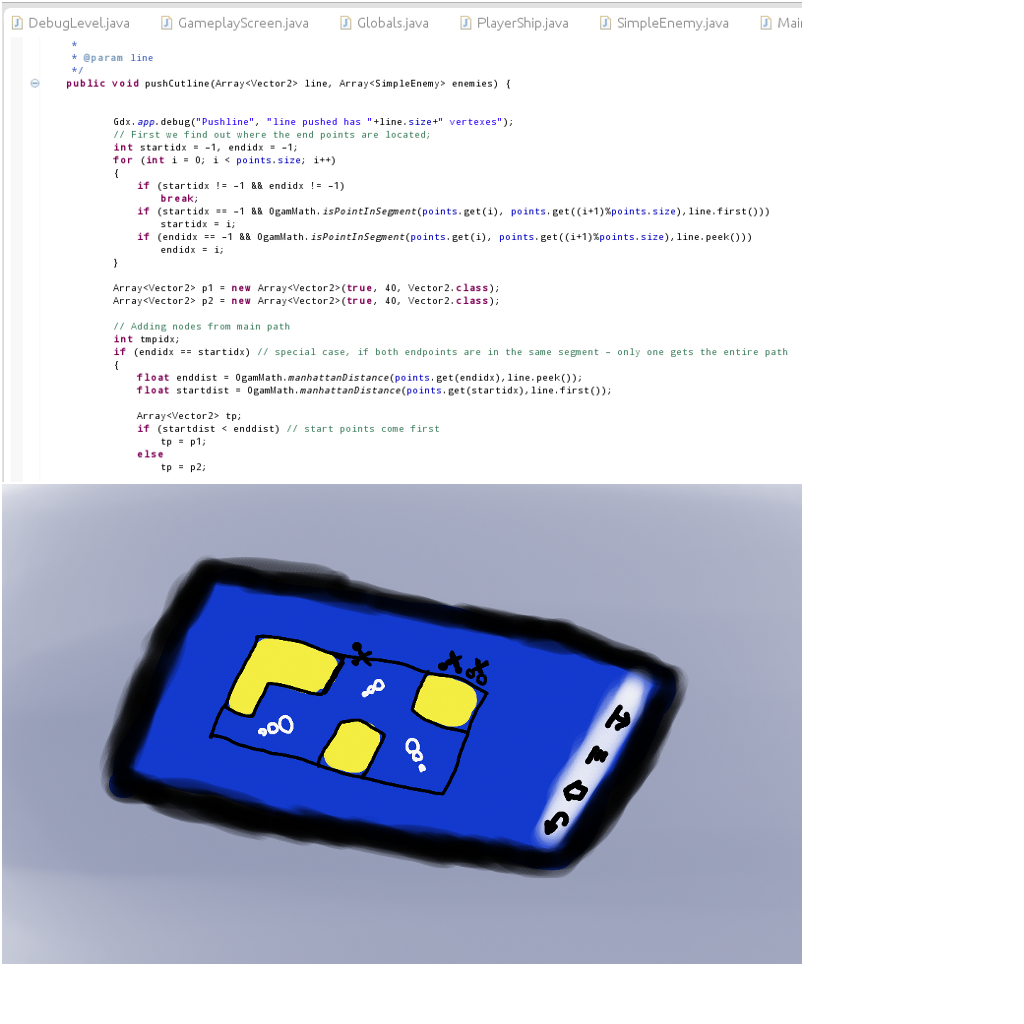 DebugLevel.java GameplayScreen.java Globals.java PlayerShip.java SimpleEnemy.java Mai
*
* @param line
*/
public void pushCutline(Array<Vector2> line, Array<SimpleEnemy> enemies) {
Gdx.app.debug("Pushline", "line pushed has "+line.size+" vertexes");
// First we find out where the end points are located;
int startidx = -1, endidx = -1;
for (int i = 0; i < points.size; i++)
{
if (startidx != -1 && endidx != -1)
break;
if (startidx == -1 && OgamMath.isPointInSegment(points.get(i), points.get((i+1)%points.size),line.first()))
startidx = i;
if (endidx == -1 && OgamMath.isPointInSegment(points.get(i), points.get((i+1)%points.size),line.peek()))
endidx = i;
}
Array<Vector2> p1 = new Array<Vector2>(true, 40, Vector2.class);
Array<Vector2> p2 = new Array<Vector2>(true, 40, Vector2.class);
// Adding nodes from main path
int tmpidx;
if (endidx == startidx) // special case, if both endpoints are in the same segment - only one gets the entire path
{
float enddist = OgamMath.manhattanDistance(points.get(endidx),line.peek());
float startdist = OgamMath.manhattanDistance(points.get(startidx),line.first());
Array<Vector2> tp;
if (startdist < enddist) // start points come first
tp = p1;
else
tp = p2;